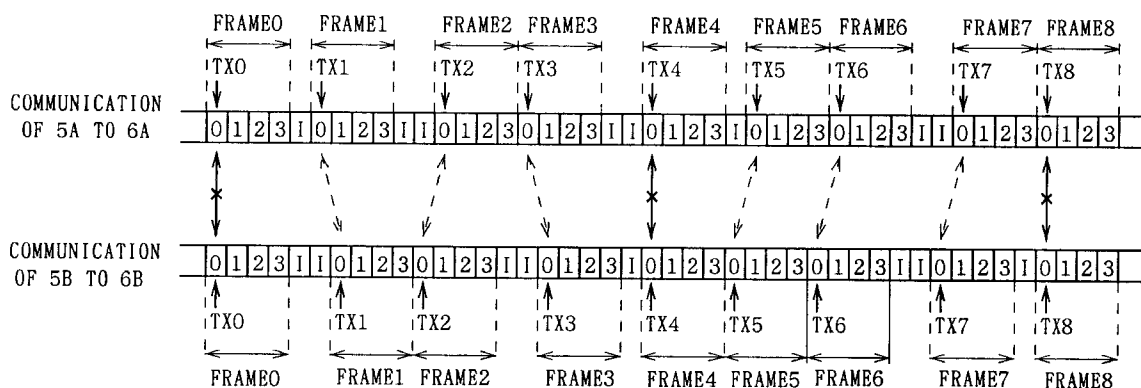 FRAME0 FRAME1 FRAME2 FRAME3 FRAME4 FRAME5 FRAME6 FRAME7 FRAME8
TX0 TX1 TX2 TX3 TX4 TX5 TX6 TX7 TX8
COMMUNICATION
OF 5A TO 6A
0 1 2 3 I 0 1 2 3 I I 0 1 2 3 0 1 2 3 I I 0 1 2 3 I 0 1 2 3 0 1 2 3 I I 0 1 2 3 0 1 2 3
COMMUNICATION
OF 5B TO 6B
0 1 2 3 I I 0 1 2 3 0 1 2 3 I I 0 1 2 3 I 0 1 2 3 0 1 2 3 0 1 2 3 I I 0 1 2 3 I 0 1 2 3
TX0 TX1 TX2 TX3 TX4 TX5 TX6 TX7 TX8
FRAME0 FRAME1 FRAME2 FRAME3 FRAME4 FRAME5 FRAME6 FRAME7 FRAME8